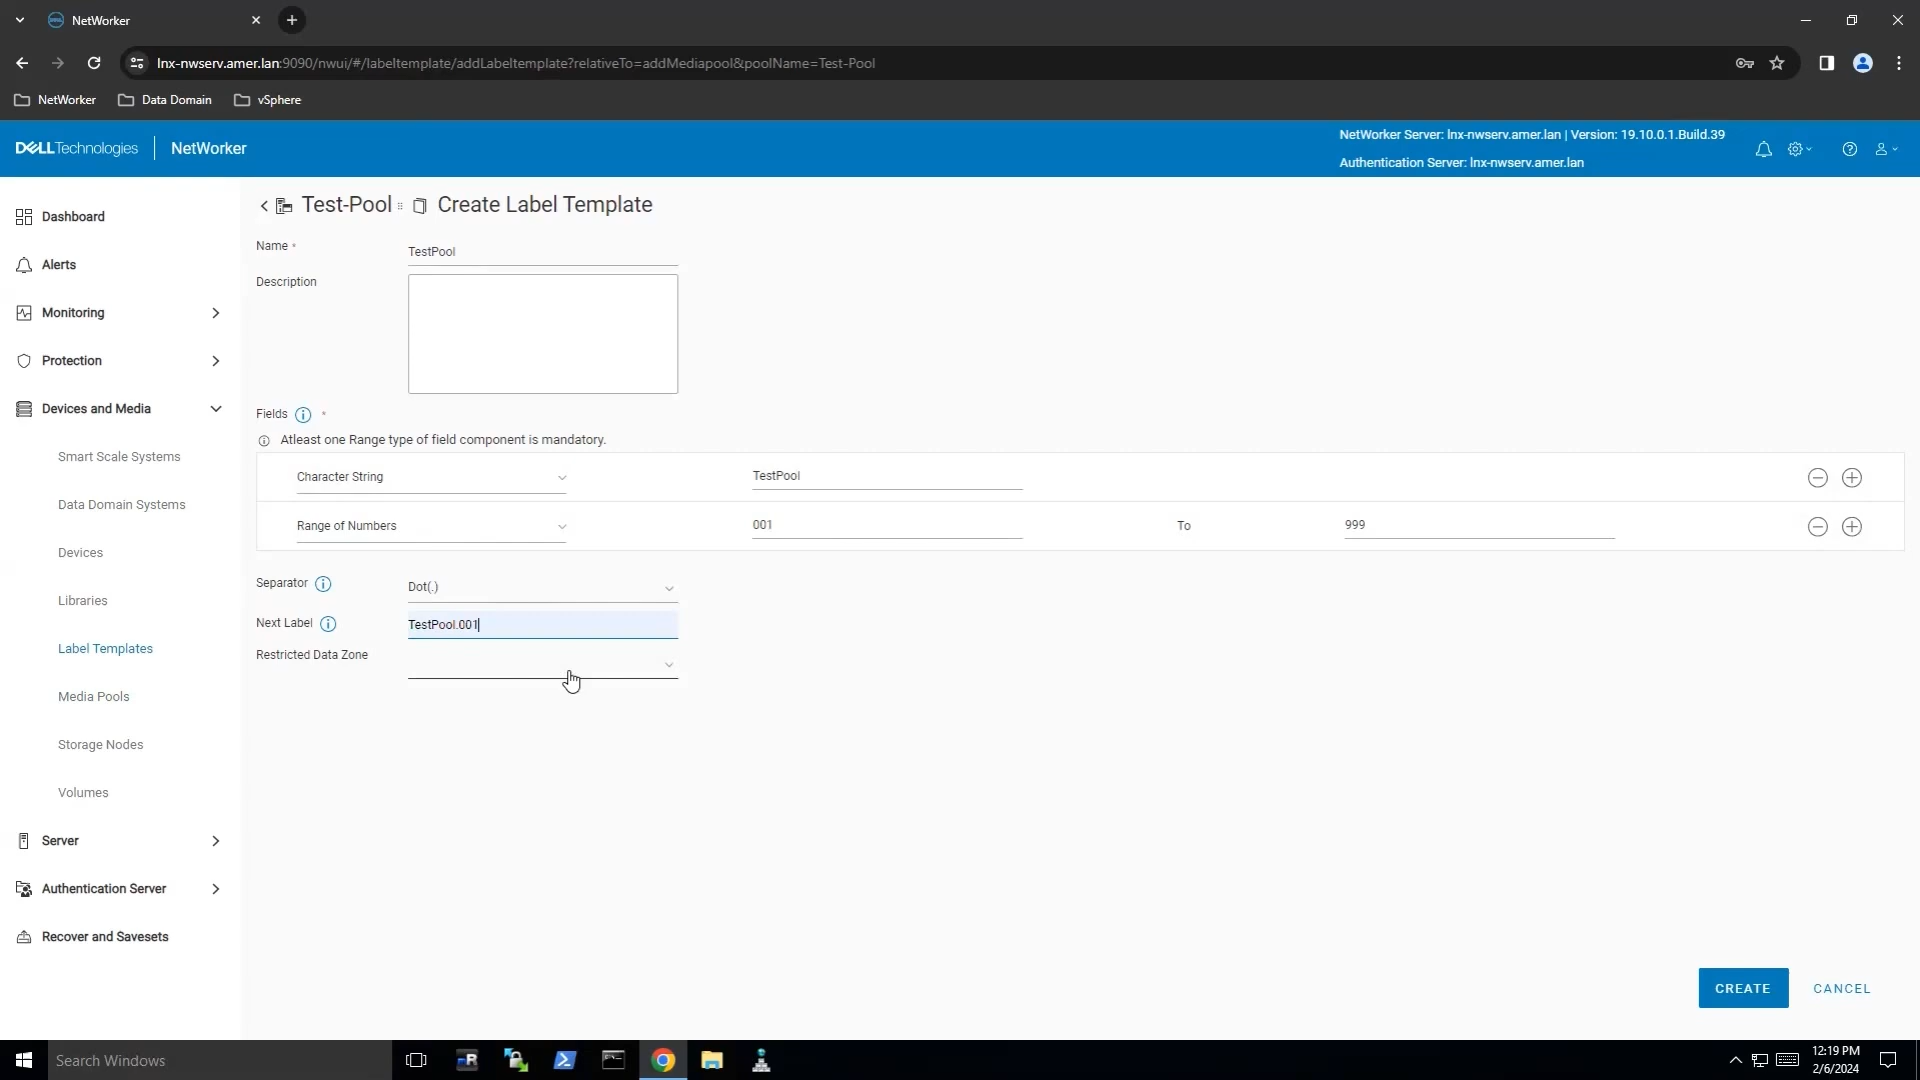 NetWorker
lnx-nwserv.amer.lan:9090/nwui/#/labeltemplate/addLabeltemplate?relativeTo=addMediapool&poolName=Test-Pool
NetWorker
Data Domain
vSphere
DELLTechnologies
NetWorker
NetWorker Server: lnx-nwserv.amer.lan | Version: 19.10.0.1.Build.39
Authentication Server: lnx-nwserv.amer.lan
Dashboard
Alerts
Monitoring
Protection
Devices and Media
Smart Scale Systems
Data Domain Systems
Devices
Libraries
Label Templates
Media Pools
Storage Nodes
Volumes
Server
Authentication Server
Recover and Savesets
Test-Pool
Create Label Template
Name *
TestPool
Description
Fields *
Atleast one Range type of field component is mandatory.
Character String
TestPool
Range of Numbers
001
To
999
Separator
Dot(.)
Next Label
TestPool.001
Restricted Data Zone
CREATE
CANCEL
Search Windows
12:19 PM
2/6/2024